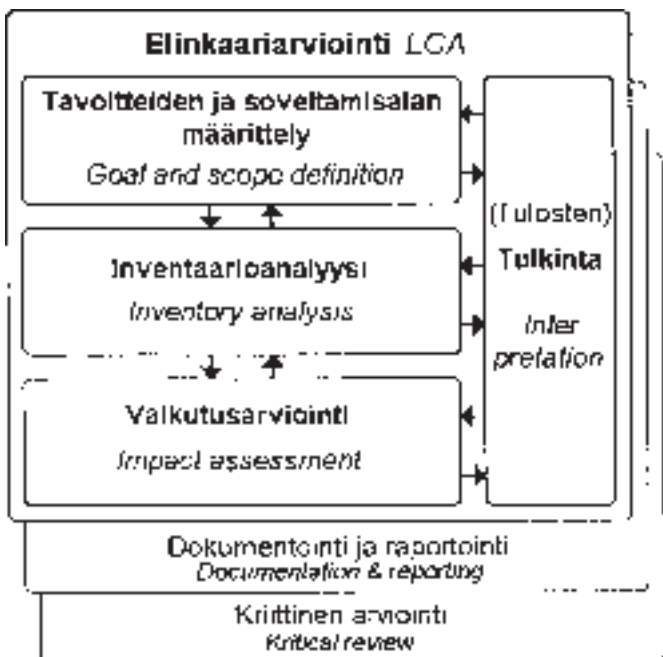 Elinkaariarviointi LCA
Tavoitteiden ja soveltamisalan
määrittely
Goal and scope definition
Inventaarioanalyysi
Inventory analysis
Vaikutusarviointi
Impact assessment
(Tulosten)
Tulkinta
Inter
pretation
Dokumentointi ja raportointi
Documentation & reporting
Kriittinen arviointi
Kritical review